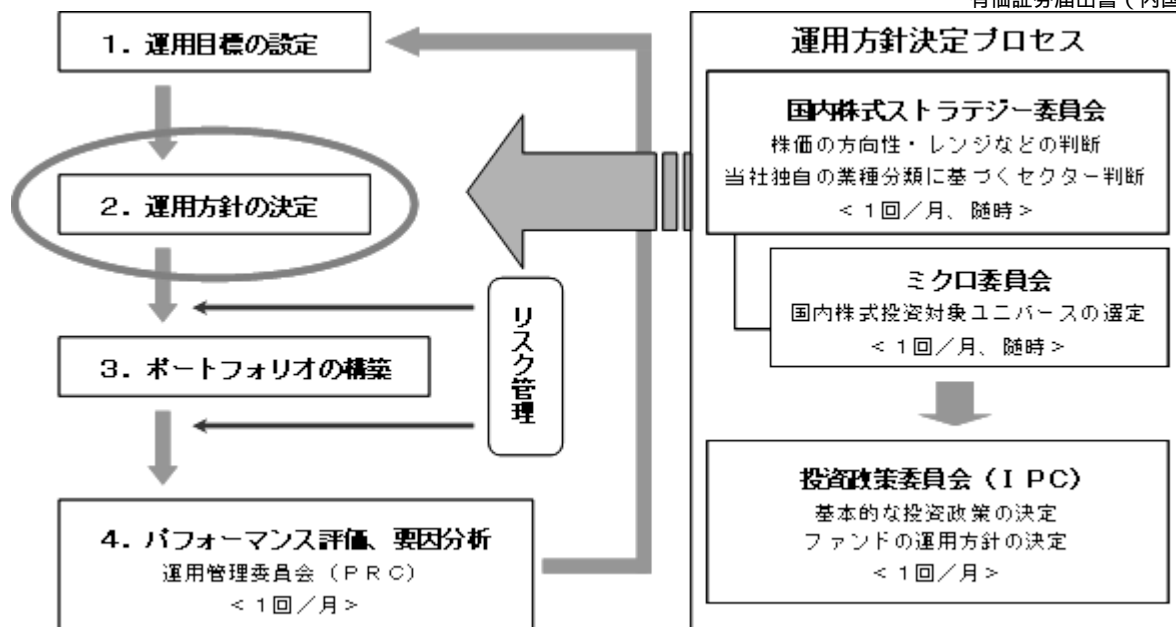 有価証券届出書(内国
1．運用目標の設定
2．運用方針の決定
3．ポートフォリオの構築
4．パフォーマンス評価、要因分析
運用管理委員会（ＰＲＣ）
＜１回／月＞
リスク管理
運用方針決定プロセス
国内株式ストラテジー委員会
株価の方向性・レンジなどの判断
当社独自の業種分類に基づくセクター判断
＜１回／月、随時＞
ミクロ委員会
国内株式投資対象ユニバースの選定
＜１回／月、随時＞
投資政策委員会（ＩＰＣ）
基本的な投資政策の決定
ファンドの運用方針の決定
＜１回／月＞